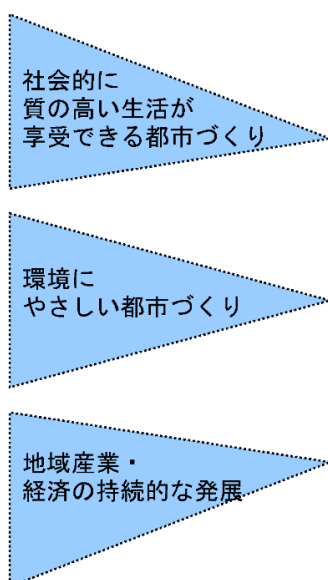 社会的に
質の高い生活が
享受できる都市づくり
環境に
やさしい都市づくり
地域産業・
経済の持続的な発展